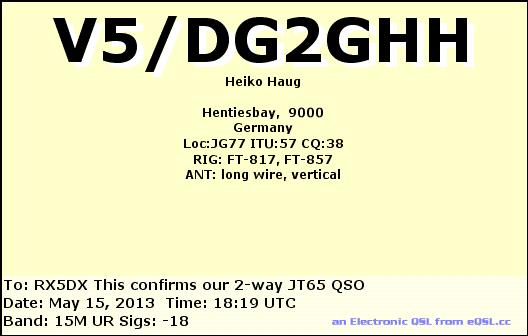 V5/DG2GHH
Heiko Haug
Hentiesbay,  9000
Germany
Loc:JG77 ITU:57 CQ:38
RIG: FT-817, FT-857
ANT: long wire, vertical
To: RX5DX This confirms our 2-way JT65 QSO
Date: May 15, 2013  Time: 18:19 UTC
Band: 15M UR Sigs: -18
an Electronic QSL from eQSL.cc